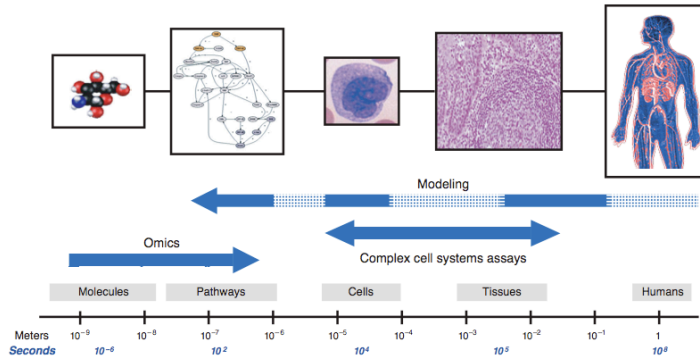 Modeling
Omics
Complex cell systems assays
Molecules Pathways Cells Tissues Humans
Meters 10⁻⁹ 10⁻⁸ 10⁻⁷ 10⁻⁶ 10⁻⁵ 10⁻⁴ 10⁻³ 10⁻² 10⁻¹ 1
Seconds 10⁻⁶ 10² 10⁴ 10⁵ 10⁸